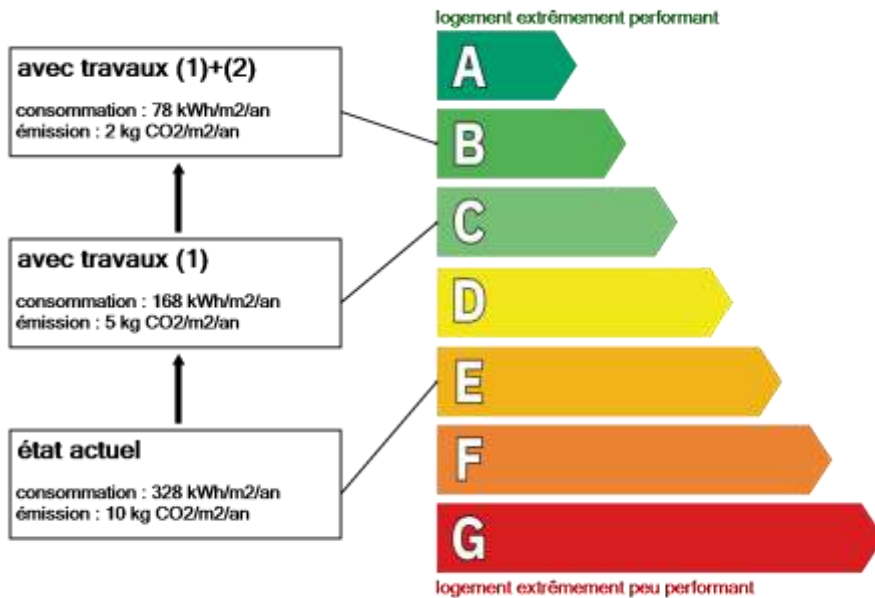 logement extrêmement performant
avec travaux (1)+(2)
consommation : 78 kWh/m2/an
émission : 2 kg CO2/m2/an
avec travaux (1)
consommation : 168 kWh/m2/an
émission : 5 kg CO2/m2/an
état actuel
consommation : 328 kWh/m2/an
émission : 10 kg CO2/m2/an
A
B
C
D
E
F
G
logement extrêmement peu performant